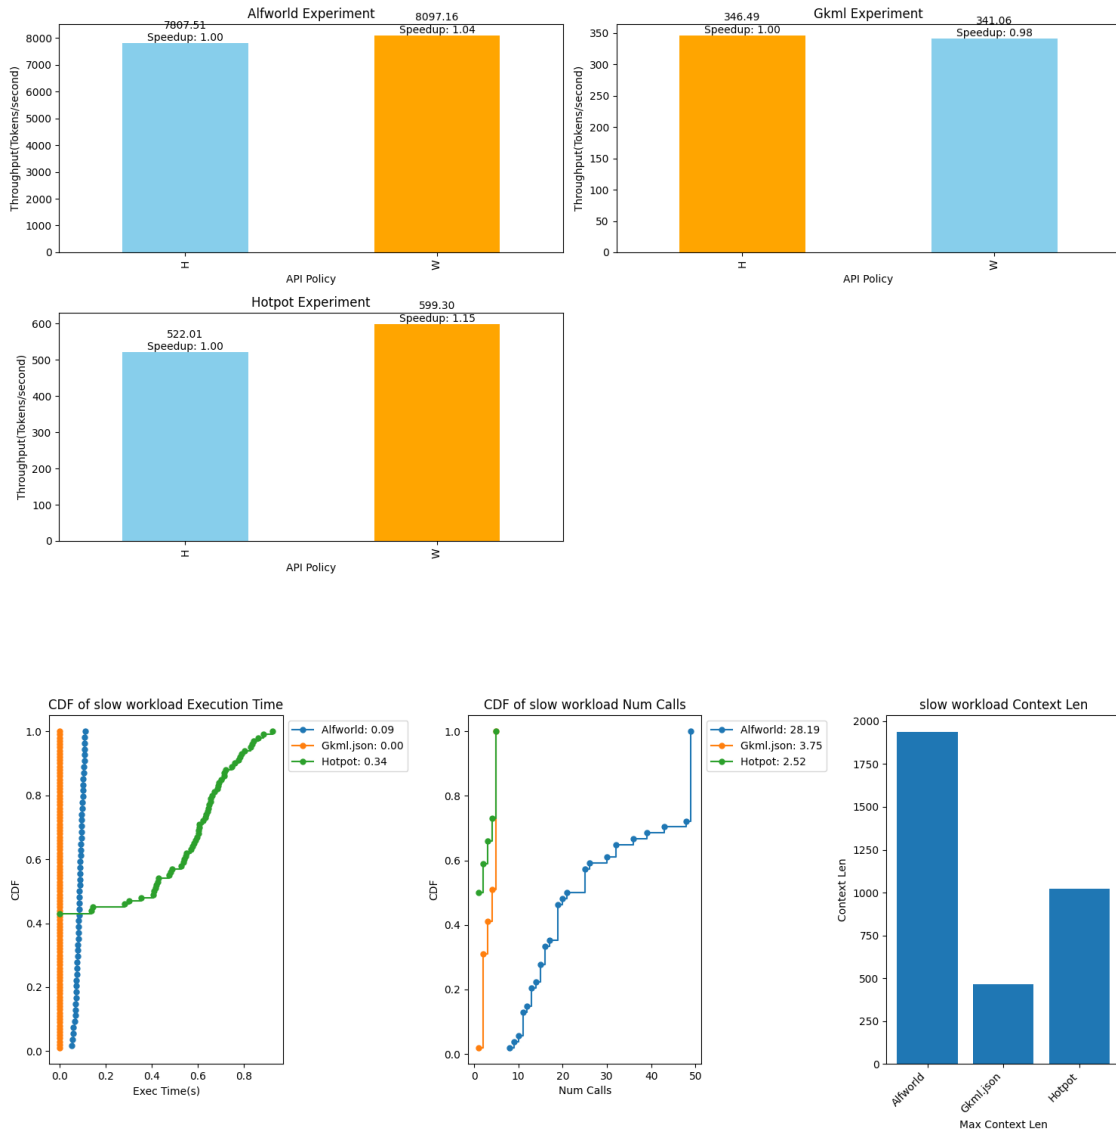 Alfworld Experiment
7807.51
Speedup: 1.00
8097.16
Speedup: 1.04
8000
7000
6000
5000
4000
3000
2000
1000
0
Throughput(Tokens/second)
H
W
API Policy
Gkml Experiment
346.49
Speedup: 1.00
341.06
Speedup: 0.98
350
300
250
200
150
100
50
0
Throughput(Tokens/second)
H
W
API Policy
Hotpot Experiment
522.01
Speedup: 1.00
599.30
Speedup: 1.15
600
500
400
300
200
100
0
Throughput(Tokens/second)
H
W
API Policy
CDF of slow workload Execution Time
Alfworld: 0.09
Gkml.json: 0.00
Hotpot: 0.34
1.0
0.8
0.6
0.4
0.2
0.0
CDF
0.0 0.2 0.4 0.6 0.8
Exec Time(s)
CDF of slow workload Num Calls
Alfworld: 28.19
Gkml.json: 3.75
Hotpot: 2.52
1.0
0.8
0.6
0.4
0.2
0.0
CDF
0 10 20 30 40 50
Num Calls
slow workload Context Len
2000
1750
1500
1250
1000
750
500
250
0
Context Len
Alfworld
Gkml.json
Hotpot
Max Context Len